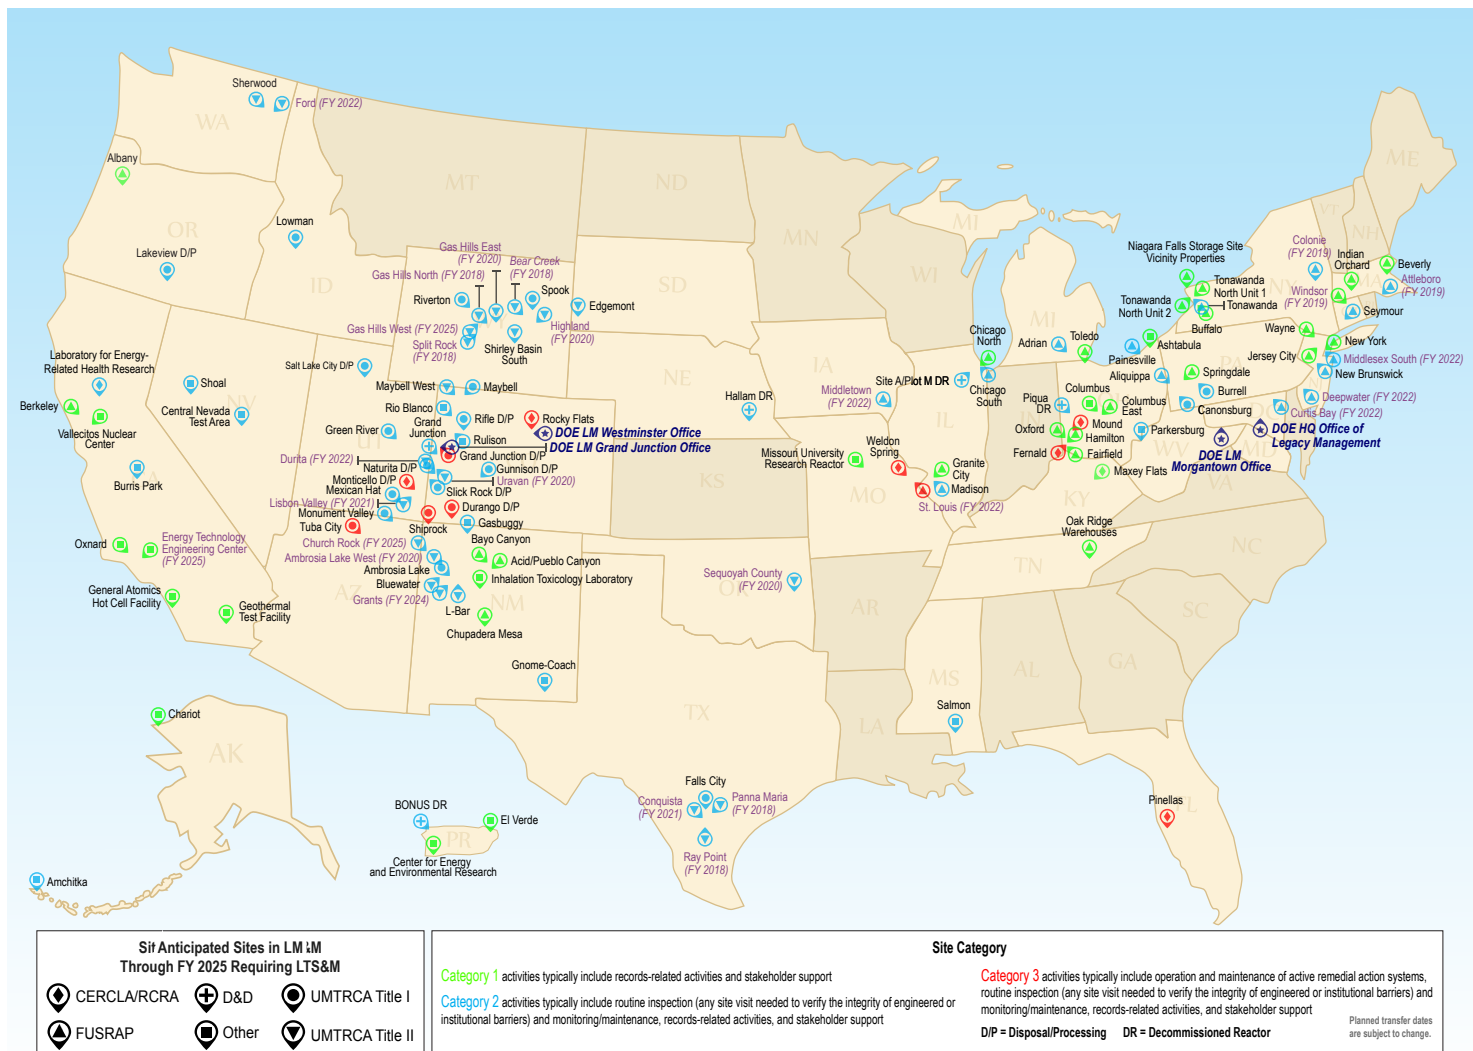 Sherwood
Ford (FY 2022)
WA
Albany
OR
Lakeview D/P
Lowman
ID
MT
ND
MN
SD
WI
MI
MI
ME
VT
NH
NY
MA
Gas Hills East
(FY 2020)
Bear Creek
(FY 2018)
Gas Hills North (FY 2018)
Riverton
Spook
Edgemont
Gas Hills West (FY 2025)
Highland
(FY 2020)
Split Rock
(FY 2018)
Shirley Basin
South
Niagara Falls Storage Site
Vicinity Properties
Tonawanda
North Unit 1
Tonawanda
North Unit 2
Tonawanda
Buffalo
Colonie
(FY 2019)
Indian
Orchard
Beverly
Attleboro
(FY 2019)
Windsor
(FY 2019)
Seymour
Wayne
New York
Jersey City
Middlesex South (FY 2022)
New Brunswick
Deepwater (FY 2022)
Curtis Bay (FY 2022)
DOE HQ Office of
Legacy Management
DOE LM
Morgantown Office
Laboratory for Energy-
Related Health Research
Berkeley
Vallecitos Nuclear
Center
Shoal
Central Nevada
Test Area
NV
Burris Park
Oxnard
Energy Technology
Engineering Center
(FY 2025)
General Atomics
Hot Cell Facility
Geothermal
Test Facility
Salt Lake City D/P
UT
Maybell West
Maybell
Rio Blanco
Rifle D/P
Rocky Flats
Green River
Grand
Junction
Rulison
DOE LM Westminster Office
DOE LM Grand Junction Office
Grand Junction D/P
Durita (FY 2022)
Naturita D/P
Gunnison D/P
Uravan (FY 2020)
Monticello D/P
Slick Rock D/P
Mexican Hat
Lisbon Valley (FY 2021)
Monument Valley
Durango D/P
Tuba City
Shiprock
Gasbuggy
Church Rock (FY 2025)
Bayo Canyon
Ambrosia Lake West (FY 2020)
Acid/Pueblo Canyon
Ambrosia Lake
Inhalation Toxicology Laboratory
Bluewater
Grants (FY 2024)
L-Bar
Chupadera Mesa
Gnome-Coach
AZ
NM
NE
KS
OK
TX
IA
MO
AR
LA
IL
IN
KY
TN
MS
AL
GA
SC
NC
VA
WV
PA
FL
Hallam DR
Middletown
(FY 2022)
Site A/Plot M DR
Chicago
North
Chicago
South
Adrian
Toledo
Painesville
Ashtabula
Aliquippa
Springdale
Burrell
Canonsburg
Parkersburg
Columbus
Columbus
East
Piqua
DR
Mound
Oxford
Hamilton
Fernald
Fairfield
Maxey Flats
Missouri University
Research Reactor
Weldon
Spring
Granite
City
Madison
St. Louis (FY 2022)
Oak Ridge
Warehouses
Sequoyah County
(FY 2020)
Salmon
Pinellas
Falls City
Conquista
(FY 2021)
Panna Maria
(FY 2018)
Ray Point
(FY 2018)
Chariot
AK
Amchitka
BONUS DR
El Verde
PR
Center for Energy
and Environmental Research
Anticipated Sites in LM
Through FY 2025 Requiring LTS&M
CERCLA/RCRA
D&D
UMTRCA Title I
FUSRAP
Other
UMTRCA Title II
Site Category
Category 1 activities typically include records-related activities and stakeholder support
Category 2 activities typically include routine inspection (any site visit needed to verify the integrity of engineered or
institutional barriers) and monitoring/maintenance, records-related activities, and stakeholder support
Category 3 activities typically include operation and maintenance of active remedial action systems,
routine inspection (any site visit needed to verify the integrity of engineered or institutional barriers) and
monitoring/maintenance, records-related activities, and stakeholder support
D/P = Disposal/Processing DR = Decommissioned Reactor
Planned transfer dates
are subject to change.